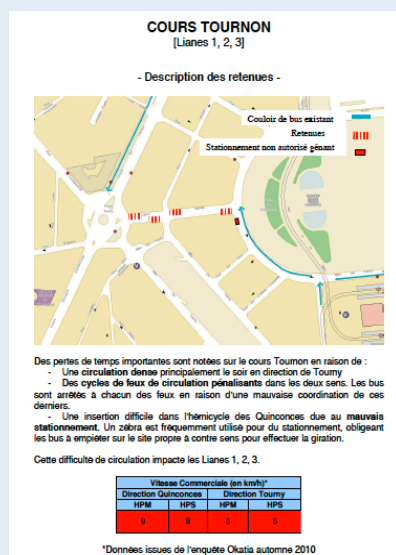 COURS TOURNON
[Lianes 1, 2, 3]
- Description des retenues -
Couloir de bus existant
Retenues
Stationnement non autorisé gênant
Des pertes de temps importantes sont notées sur le cours Tournon en raison de :
- Une circulation dense principalement le soir en direction de Tourny
- Des cycles de feux de circulation pénalisants dans les deux sens. Les bus
sont arrêtés à chacun des feux en raison d'une mauvaise coordination de ces
derniers.
- Une insertion difficile dans l'hémicycle des Quinconces due au mauvais
stationnement. Un zébra est fréquemment utilisé pour du stationnement, obligeant
les bus à empiéter sur le site propre à contre sens pour effectuer la giration.
Cette difficulté de circulation impacte les Lianes 1, 2, 3.
Vitesse Commerciale (en km/h)*
Direction Quinconces Direction Tourny
HPM HPS HPM HPS
9 8 5 5
*Données issues de l'enquête Okatia automne 2010